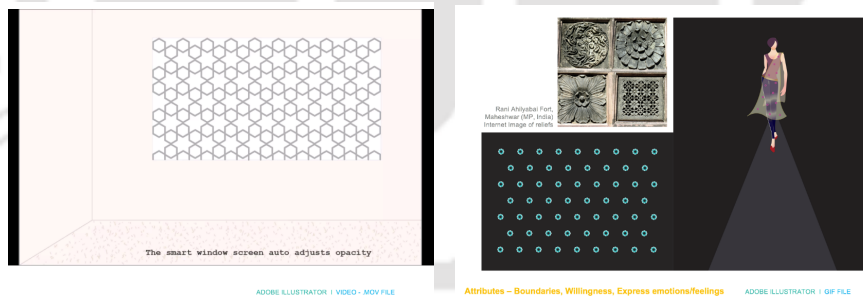 The smart window screen auto adjusts opacity
ADOBE ILLUSTRATOR | VIDEO - .MOV FILE
Rani Ahilyabai Fort,
Maheshwar (MP, India)
Internet image of reliefs
Attributes – Boundaries, Willingness, Express emotions/feelings
ADOBE ILLUSTRATOR | GIF FILE